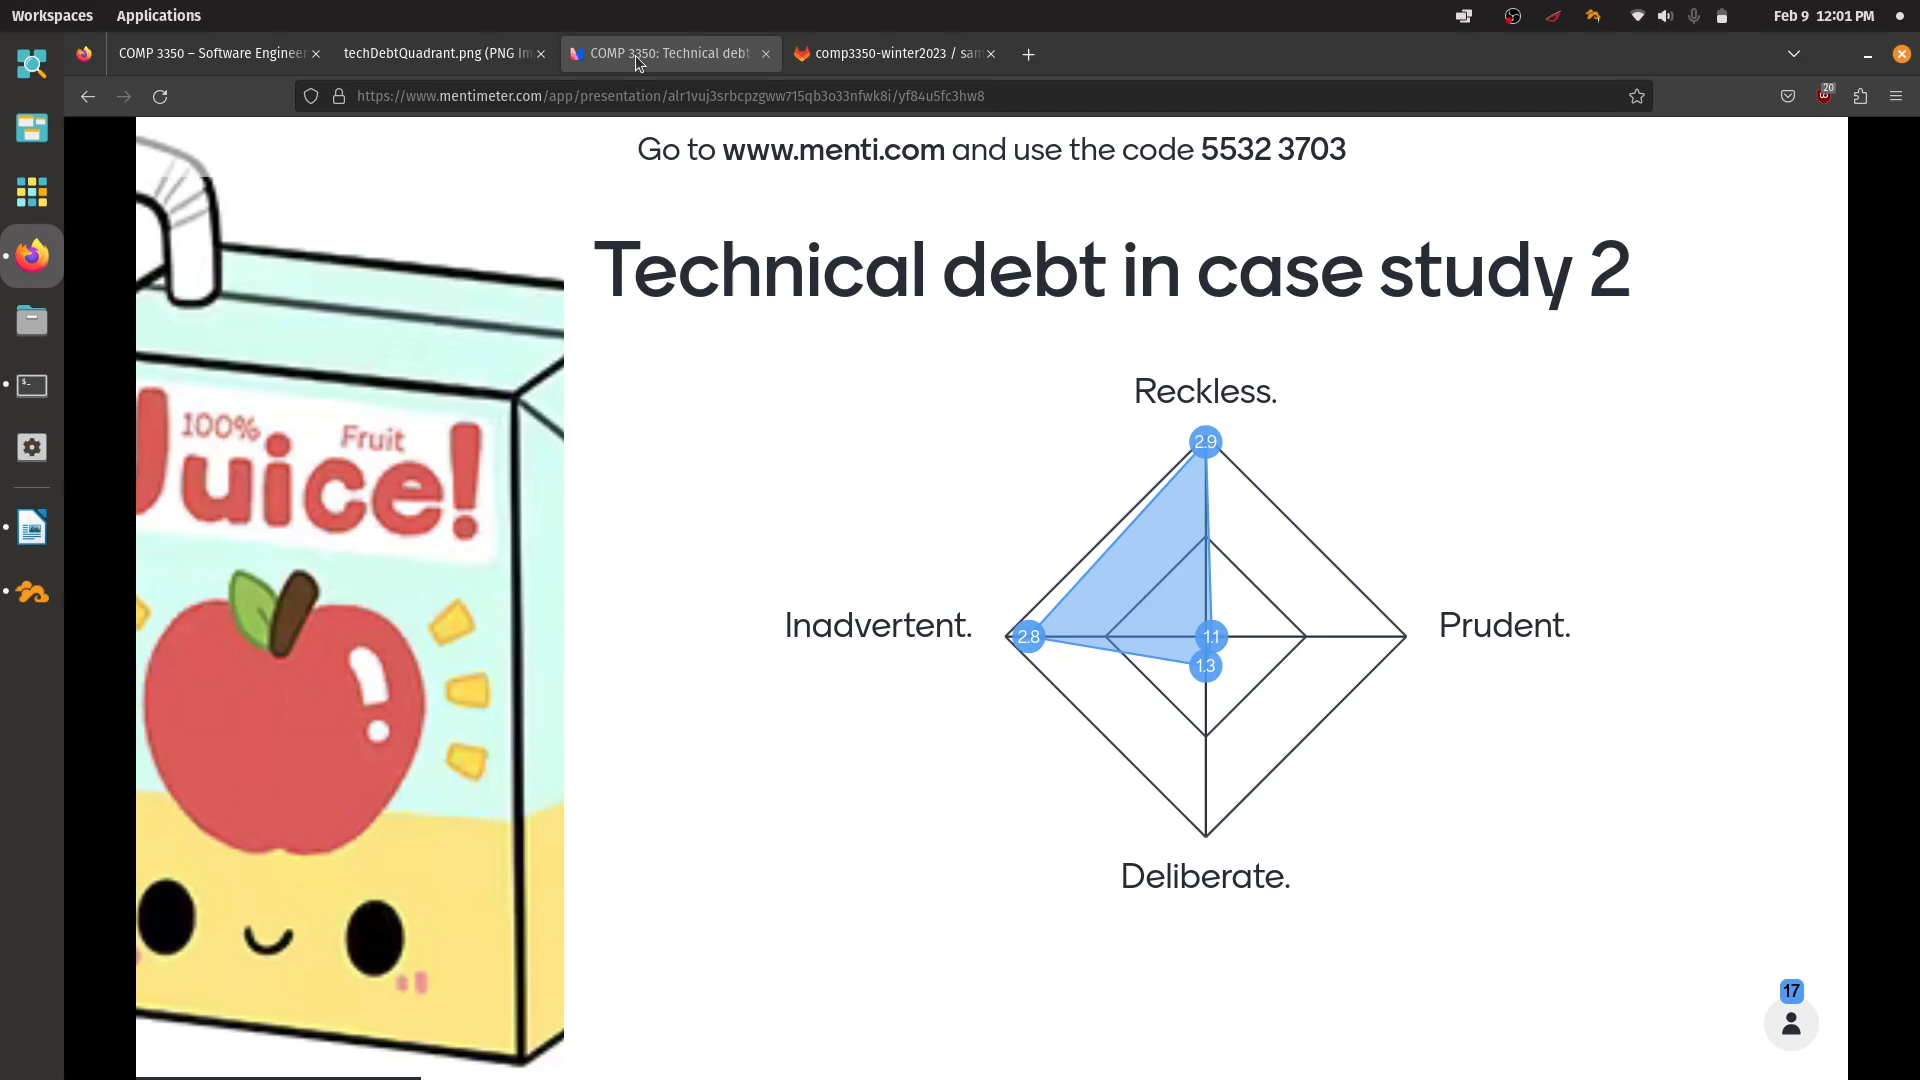 Workspaces Applications Feb 9 12:01 PM
COMP 3350 – Software Engineer techDebtQuadrant.png (PNG Im COMP 3350: Technical debt comp3350-winter2023 / sam
https://www.mentimeter.com/app/presentation/alr1vuj3srbcpzgww715qb3o33nfwk8i/yf84u5fc3hw8
20
Go to www.menti.com and use the code 5532 3703
Technical debt in case study 2
Reckless.
2.9
Inadvertent.
2.8
1.1
Prudent.
1.3
Deliberate.
100% Fruit
Juice!
17